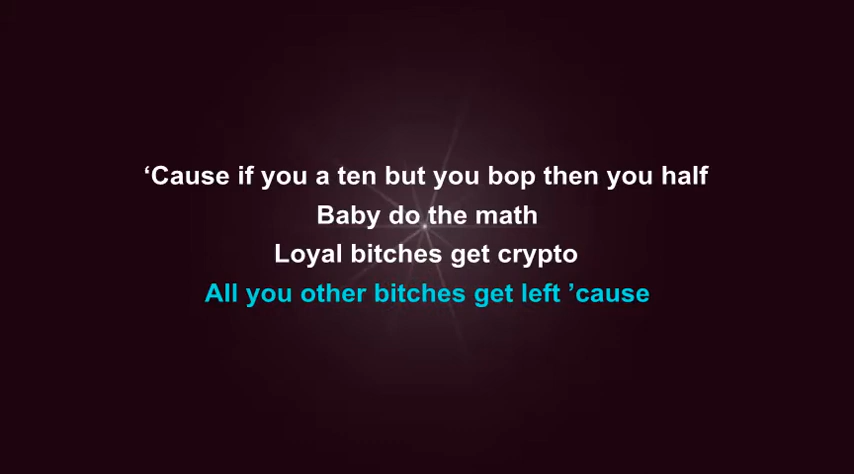 ‘Cause if you a ten but you bop then you half
Baby do the math
Loyal bitches get crypto
All you other bitches get left ’cause